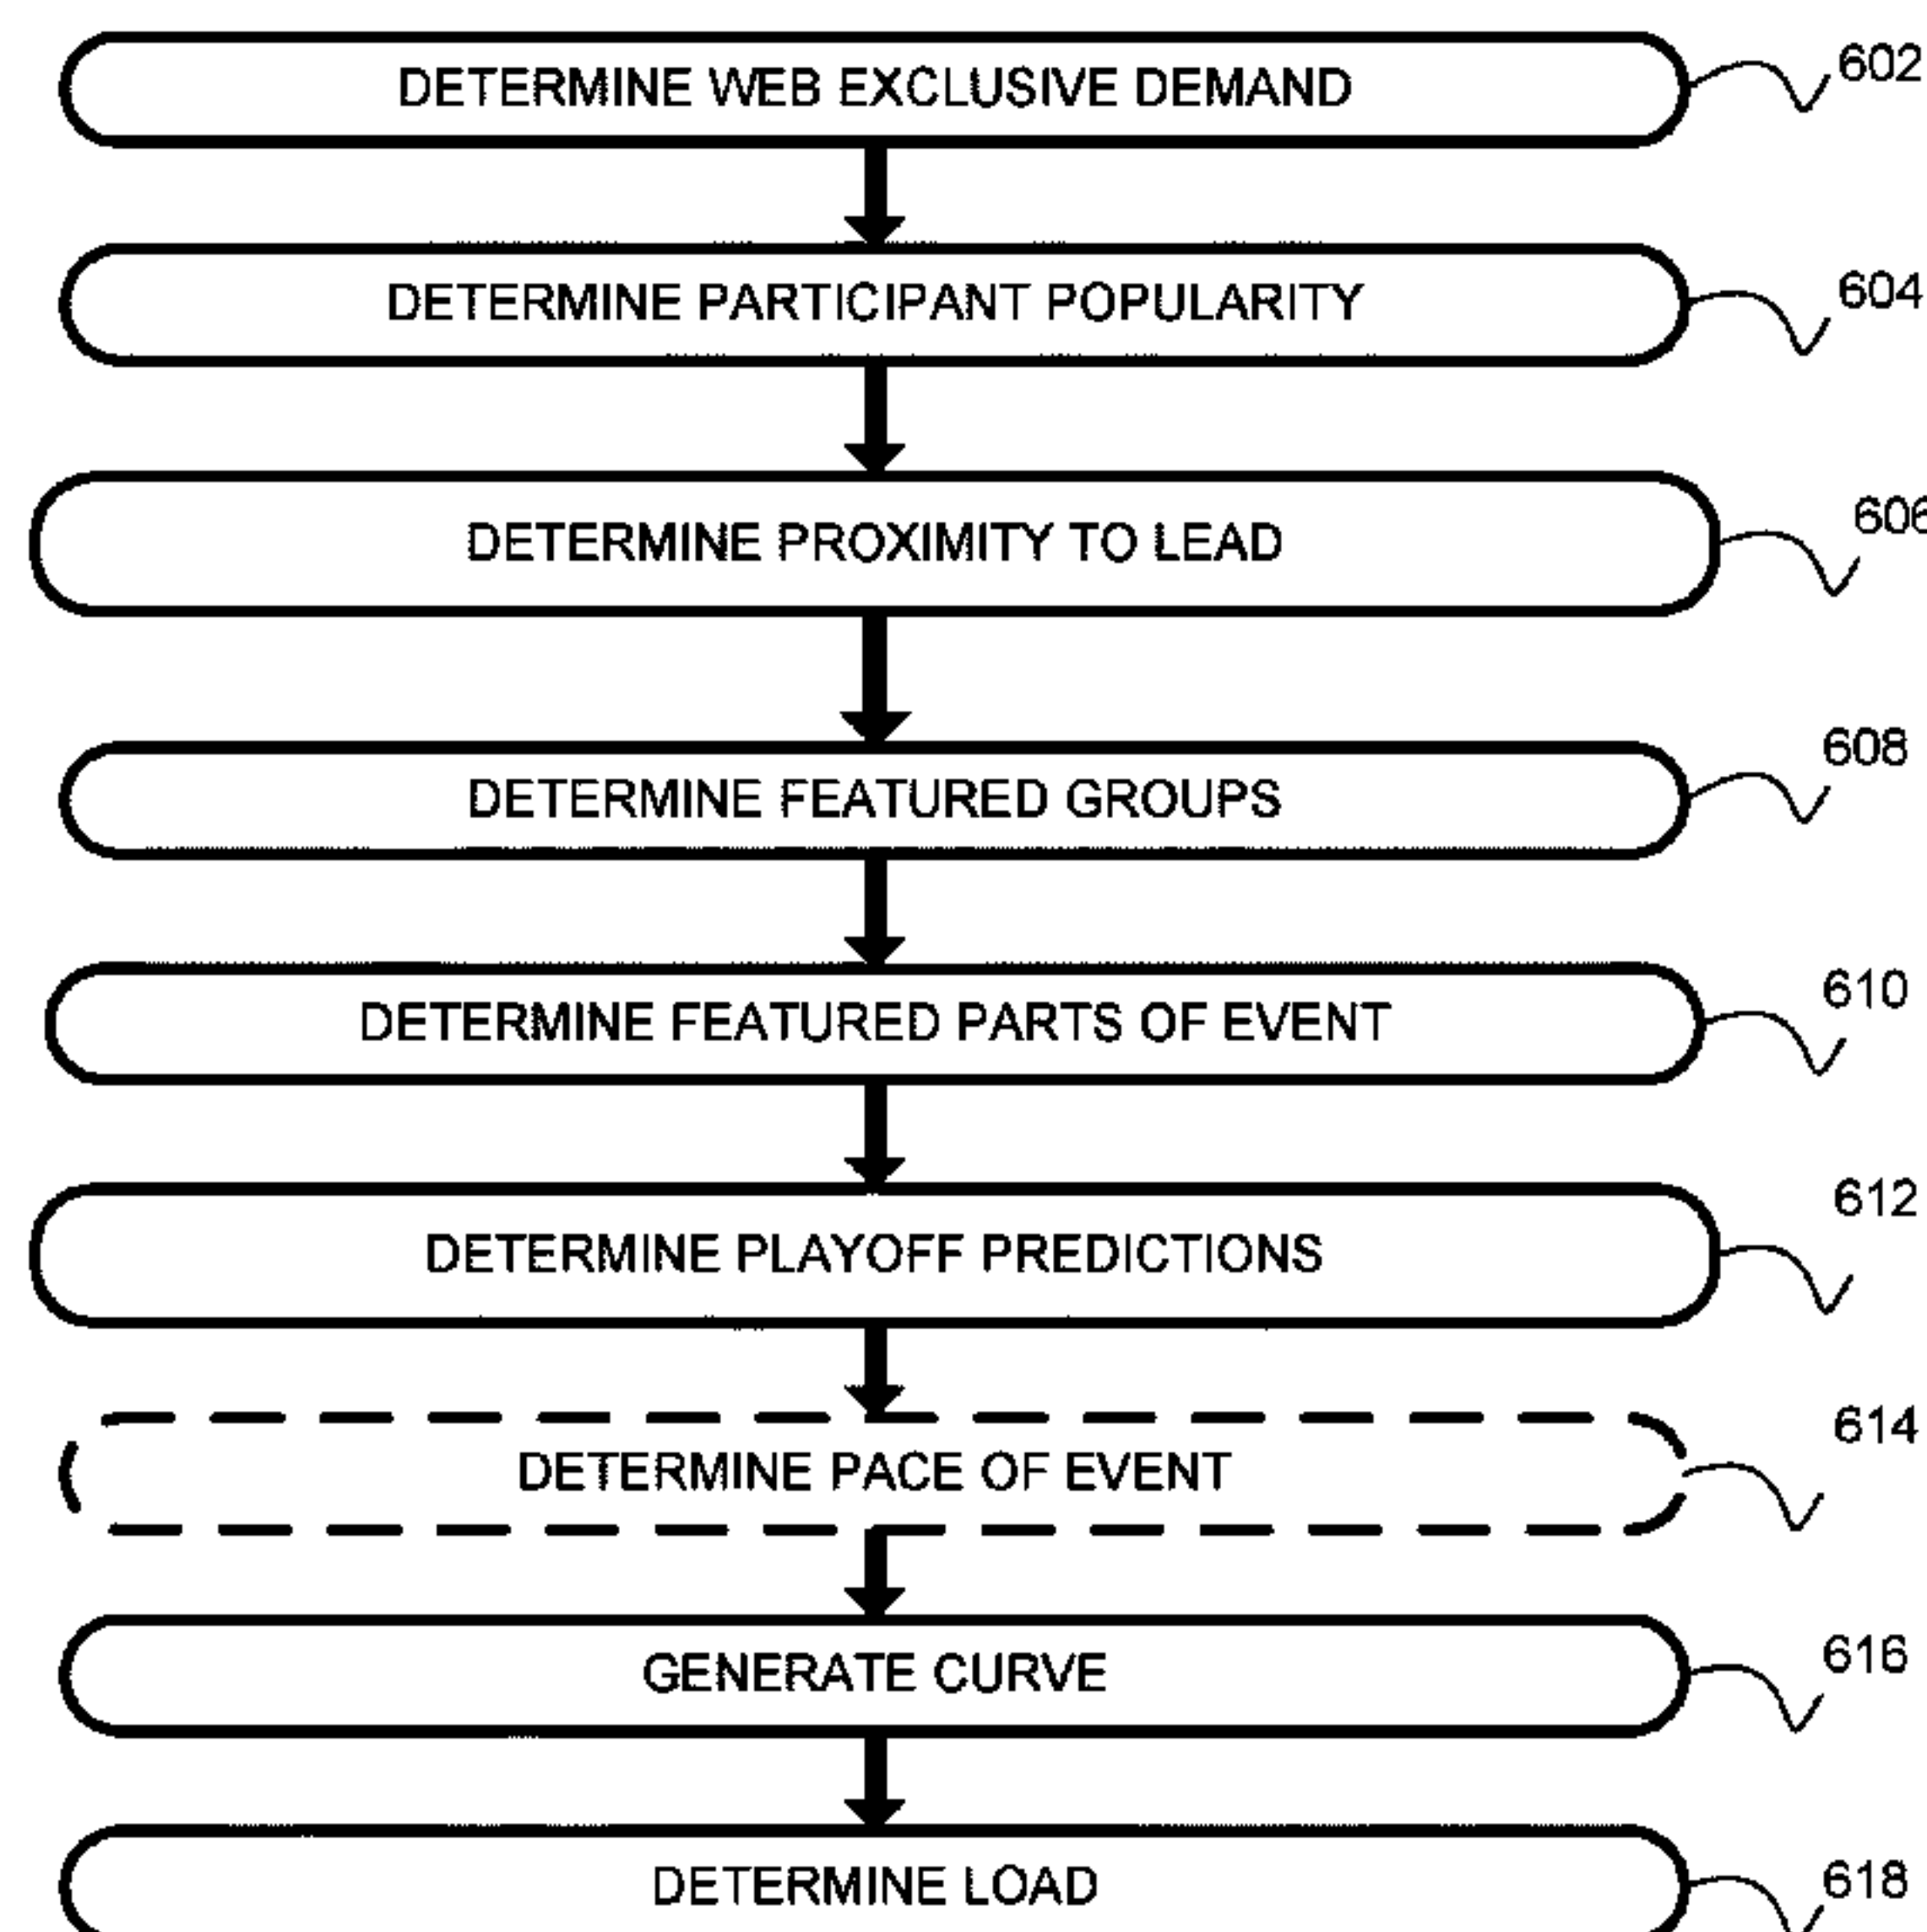 DETERMINE WEB EXCLUSIVE DEMAND 602
DETERMINE PARTICIPANT POPULARITY 604
DETERMINE PROXIMITY TO LEAD 606
DETERMINE FEATURED GROUPS 608
DETERMINE FEATURED PARTS OF EVENT 610
DETERMINE PLAYOFF PREDICTIONS 612
DETERMINE PACE OF EVENT 614
GENERATE CURVE 616
DETERMINE LOAD 618